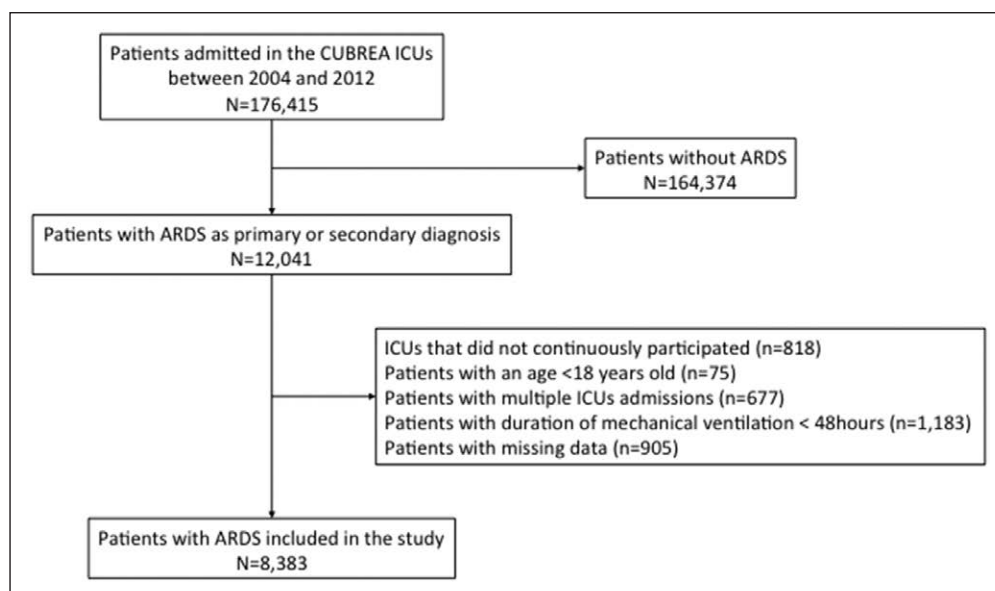 Patients admitted in the CUBREA ICUs
between 2004 and 2012
N=176,415
Patients without ARDS
N=164,374
Patients with ARDS as primary or secondary diagnosis
N=12,041
ICUs that did not continuously participated (n=818)
Patients with an age <18 years old (n=75)
Patients with multiple ICUs admissions (n=677)
Patients with duration of mechanical ventilation < 48hours (n=1,183)
Patients with missing data (n=905)
Patients with ARDS included in the study
N=8,383